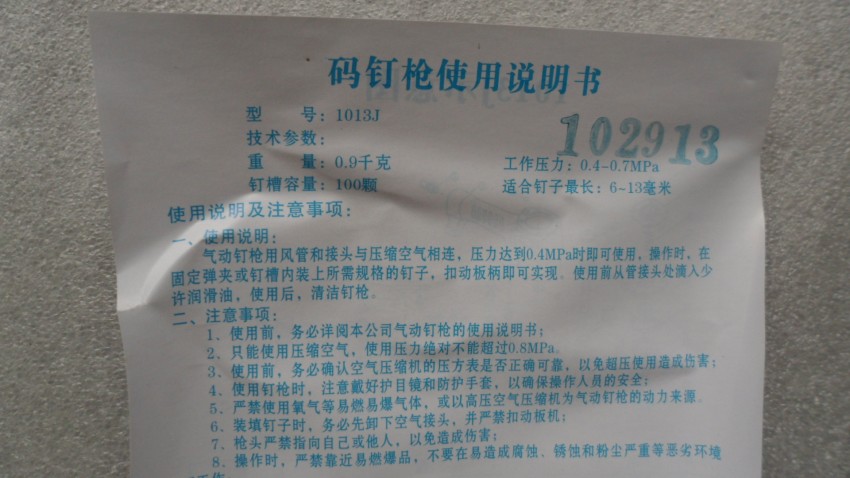 码钉枪使用说明书
型　　号：1013J
102913
技术参数：
重　　量：0.9千克　　工作压力：0.4-0.7MPa
钉槽容量：100颗　　适合钉子最长：6~13毫米
使用说明及注意事项：
一、使用说明：
气动钉枪用风管和接头与压缩空气相连，压力达到0.4MPa时即可使用，操作时，在
固定弹夹或钉槽内装上所需规格的钉子，扣动板柄即可实现。使用前从管接头处滴入少
许润滑油，使用后，清洁钉枪。
二、注意事项：
1、使用前，务必详阅本公司气动钉枪的使用说明书；
2、只能使用压缩空气，使用压力绝对不能超过0.8MPa。
3、使用前，务必确认空气压缩机的压方表是否正确可靠，以免超压使用造成伤害；
4、使用钉枪时，注意戴好护目镜和防护手套，以确保操作人员的安全；
5、严禁使用氧气等易燃易爆气体，或以高压空气压缩机为气动钉枪的动力来源。
6、装填钉子时，务必先卸下空气接头，并严禁扣动板机；
7、枪头严禁指向自己或他人，以免造成伤害；
8、操作时，严禁靠近易燃爆品，不要在易造成腐蚀、锈蚀和粉尘严重等恶劣环境